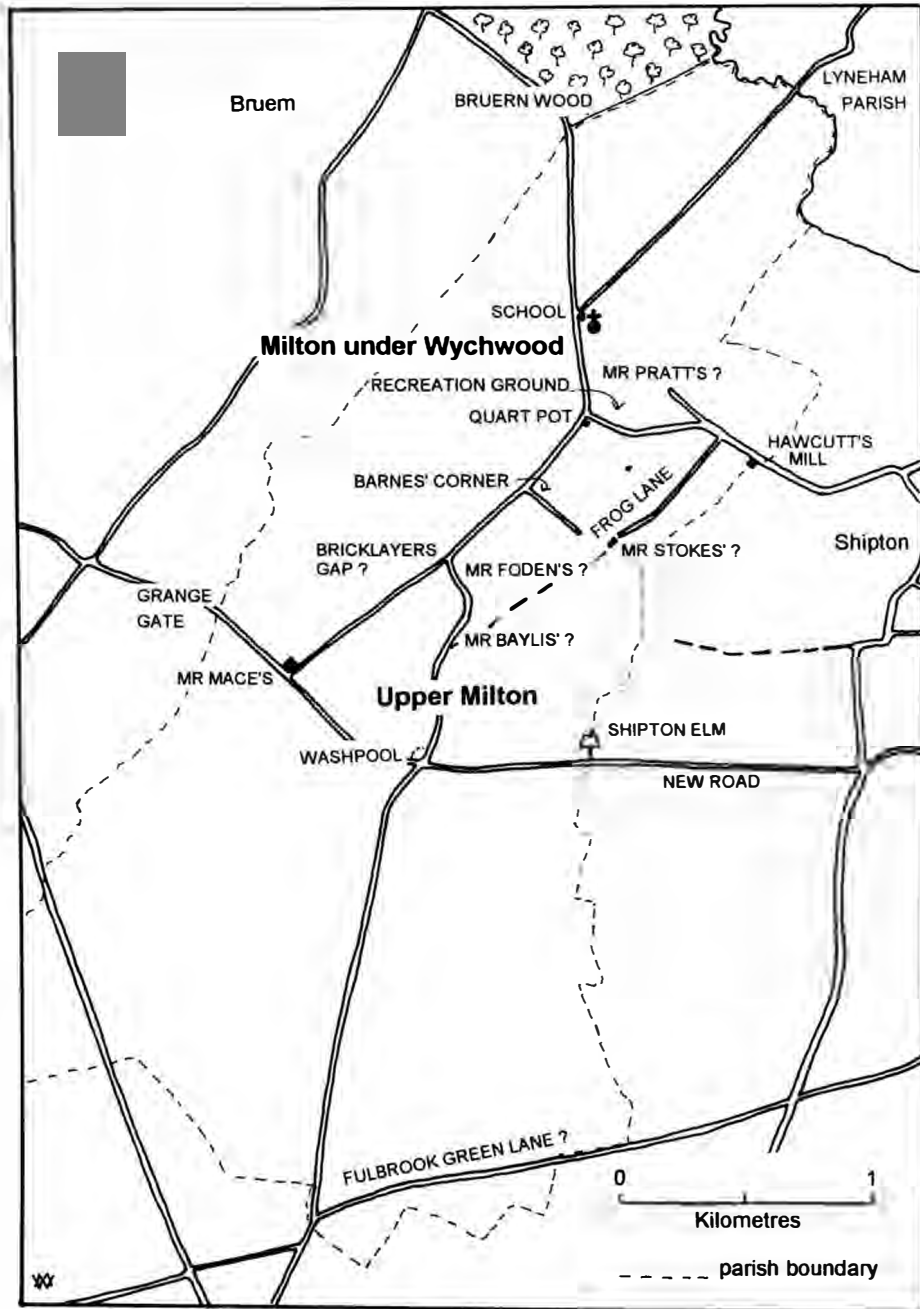 Bruern
BRUERN WOOD
LYNEHAM
PARISH
SCHOOL
Milton under Wychwood
MR PRATT'S ?
RECREATION GROUND
QUART POT
HAWCUTT'S
MILL
BARNES' CORNER
FROG LANE
BRICKLAYERS
GAP ?
MR FODEN'S ?
MR STOKES' ?
Shipton
GRANGE
GATE
MR BAYLIS' ?
MR MACE'S
Upper Milton
SHIPTON ELM
WASHPOOL
NEW ROAD
FULBROOK GREEN LANE ?
0 1
Kilometres
parish boundary